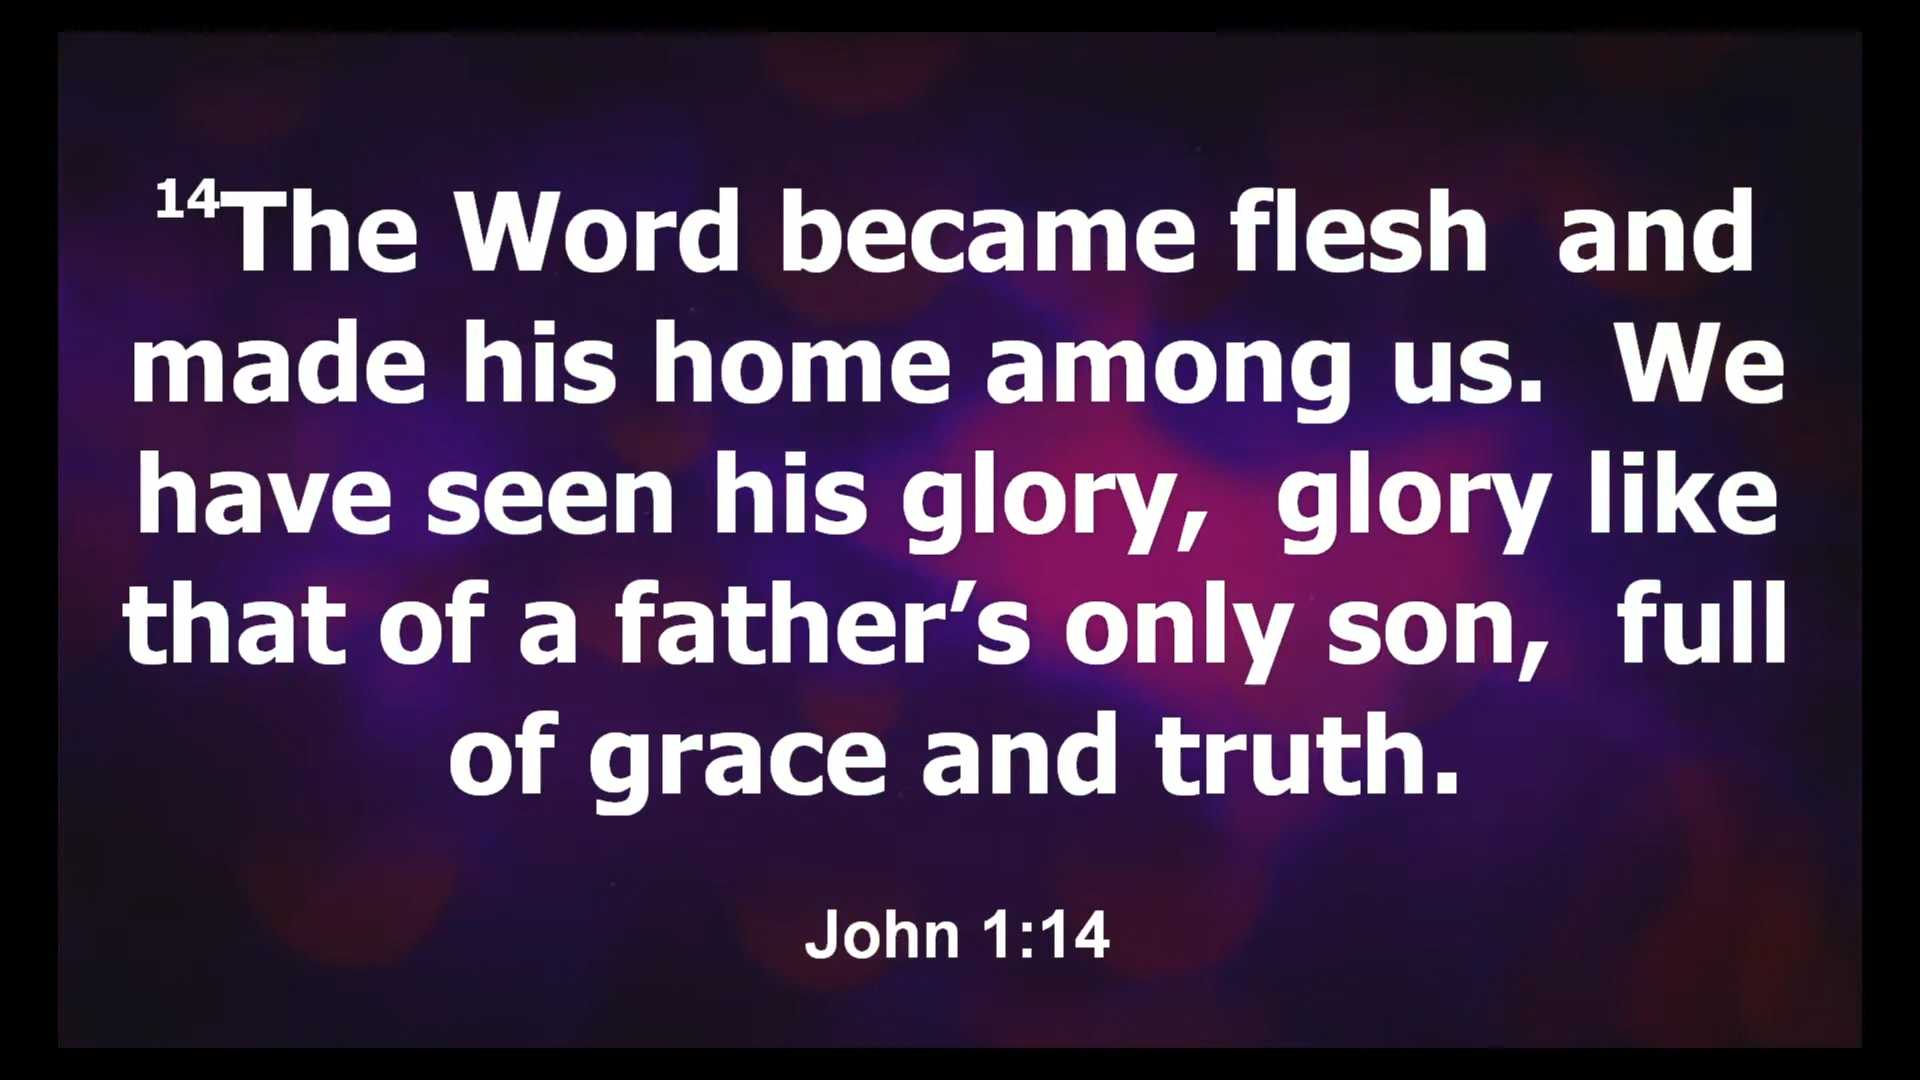 14The Word became flesh  and
made his home among us.  We
have seen his glory,  glory like
that of a father’s only son,  full
of grace and truth.
John 1:14